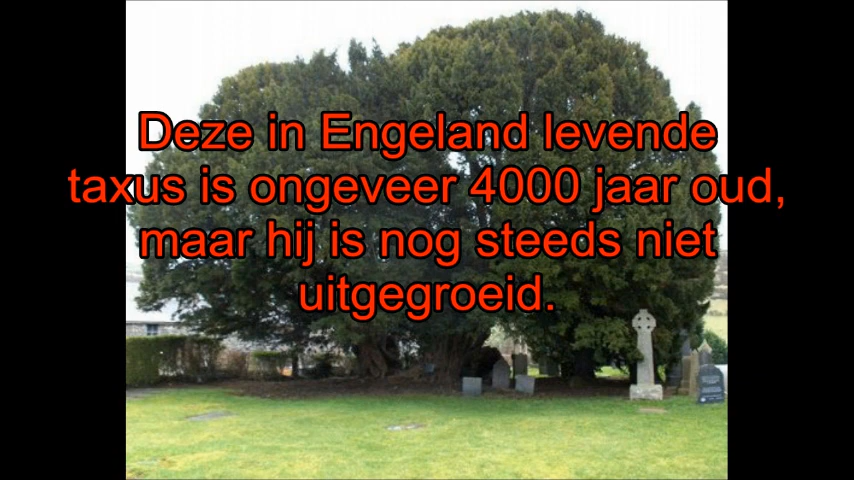 Deze in Engeland levende
taxus is ongeveer 4000 jaar oud,
maar hij is nog steeds niet
uitgegroeid.